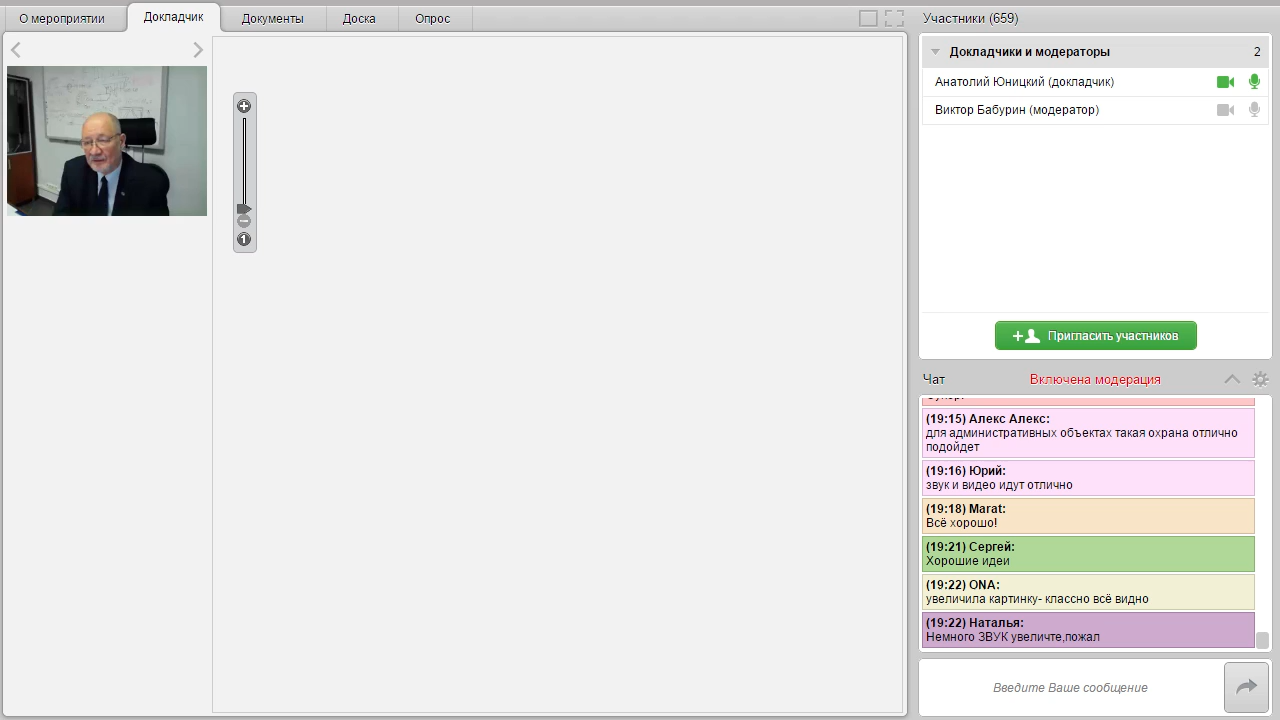 О мероприятии
Докладчик
Документы
Доска
Опрос
Участники (659)
Докладчики и модераторы 2
Анатолий Юницкий (докладчик)
Виктор Бабурин (модератор)
Пригласить участников
Чат
Включена модерация
(19:15) Алекс Алекс:
для административных объектах такая охрана отлично
подойдет
(19:16) Юрий:
звук и видео идут отлично
(19:18) Marat:
Всё хорошо!
(19:21) Сергей:
Хорошие идеи
(19:22) ONA:
увеличила картинку- классно всё видно
(19:22) Наталья:
Немного ЗВУК увеличте,пожал
Введите Ваше сообщение
1